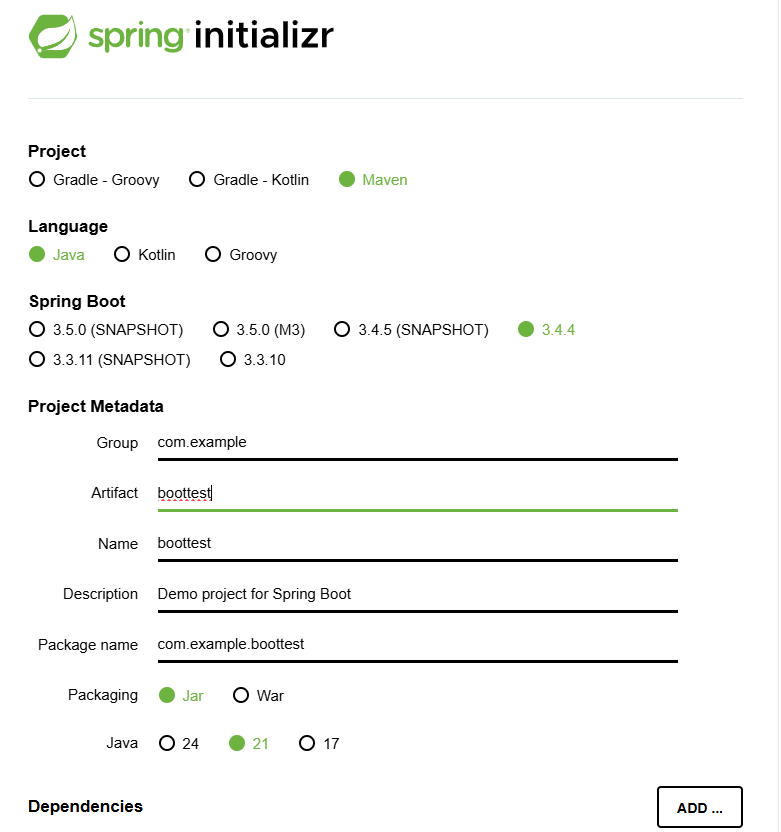 spring initializr
Project
Gradle - Groovy Gradle - Kotlin Maven
Language
Java Kotlin Groovy
Spring Boot
3.5.0 (SNAPSHOT) 3.5.0 (M3) 3.4.5 (SNAPSHOT) 3.4.4
3.3.11 (SNAPSHOT) 3.3.10
Project Metadata
Group com.example
Artifact boottest
Name boottest
Description Demo project for Spring Boot
Package name com.example.boottest
Packaging Jar War
Java 24 21 17
Dependencies ADD ...